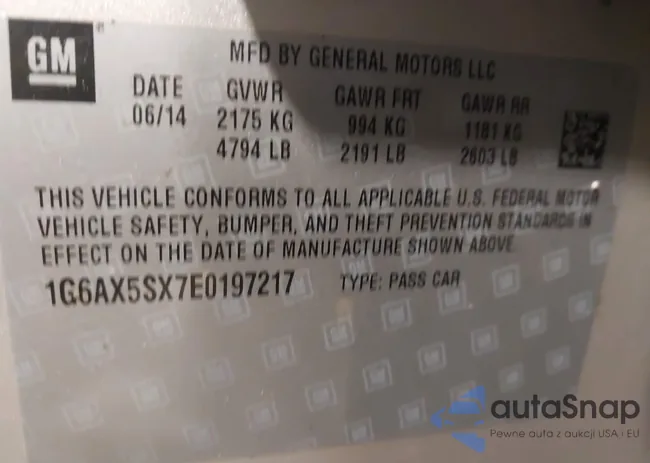 GM
MFD BY GENERAL MOTORS LLC
DATE GVWR GAWR FRT GAWR RR
06/14 2175 KG 994 KG 1181 KG
4794 LB 2191 LB 2603 LB
THIS VEHICLE CONFORMS TO ALL APPLICABLE U.S. FEDERAL MOTOR
VEHICLE SAFETY, BUMPER, AND THEFT PREVENTION STANDARDS IN
EFFECT ON THE DATE OF MANUFACTURE SHOWN ABOVE.
1G6AX5SX7E0197217 TYPE: PASS CAR
autaSnap
Pewne auta z aukcji USA i EU